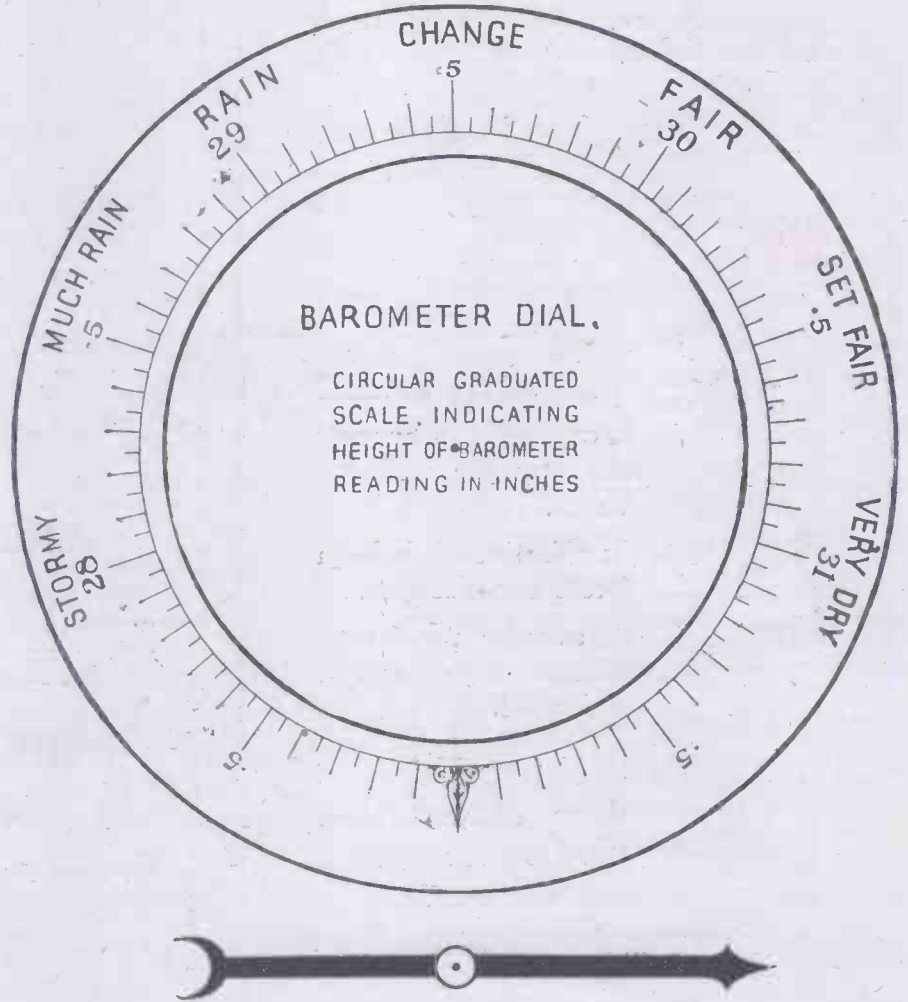 CHANGE
.5
RAIN
29
FAIR
30
MUCH RAIN
.5
SET FAIR
.5
STORMY
28
VERY DRY
31
.5
.5
BAROMETER DIAL.
CIRCULAR GRADUATED
SCALE. INDICATING
HEIGHT OF BAROMETER
READING IN INCHES